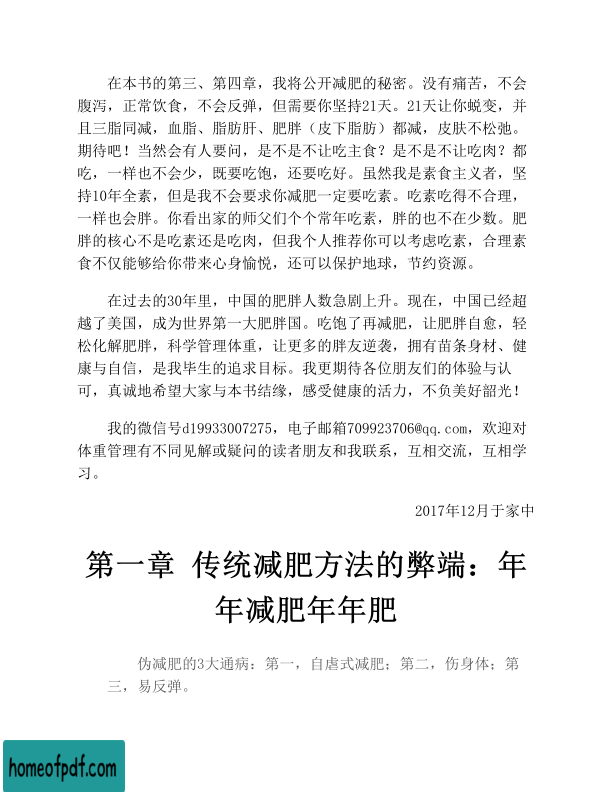 在本书的第三、第四章，我将公开减肥的秘密。没有痛苦，不会
腹泻，正常饮食，不会反弹，但需要你坚持21天。21天让你蜕变，并
且三脂同减，血脂、脂肪肝、肥胖（皮下脂肪）都减，皮肤不松弛。
期待吧！当然会有人要问，是不是不让吃主食？是不是不让吃肉？都
吃，一样也不会少，既要吃饱，还要吃好。虽然我是素食主义者，坚
持10年全素，但是我不会要求你减肥一定要吃素。吃素吃得不合理，
一样也会胖。你看出家的师父们个个常年吃素，胖的也不在少数。肥
胖的核心不是吃素还是吃肉，但我个人推荐你可以考虑吃素，合理素
食不仅能够给你带来心身愉悦，还可以保护地球，节约资源。
在过去的30年里，中国的肥胖人数急剧上升。现在，中国已经超
越了美国，成为世界第一大肥胖国。吃饱了再减肥，让肥胖自愈，轻
松化解肥胖，科学管理体重，让更多的胖友逆袭，拥有苗条身材、健
康与自信，是我毕生的追求目标。我更期待各位朋友们的体验与认
可，真诚地希望大家与本书结缘，感受健康的活力，不负美好韶光！
我的微信号d19933007275，电子邮箱709923706@qq.com，欢迎对
体重管理有不同见解或疑问的读者朋友和我联系，互相交流，互相学
习。
2017年12月于家中
第一章 传统减肥方法的弊端：年
年减肥年年肥
伪减肥的3大通病：第一，自虐式减肥；第二，伤身体；第
三，易反弹。
homeofpdf.com